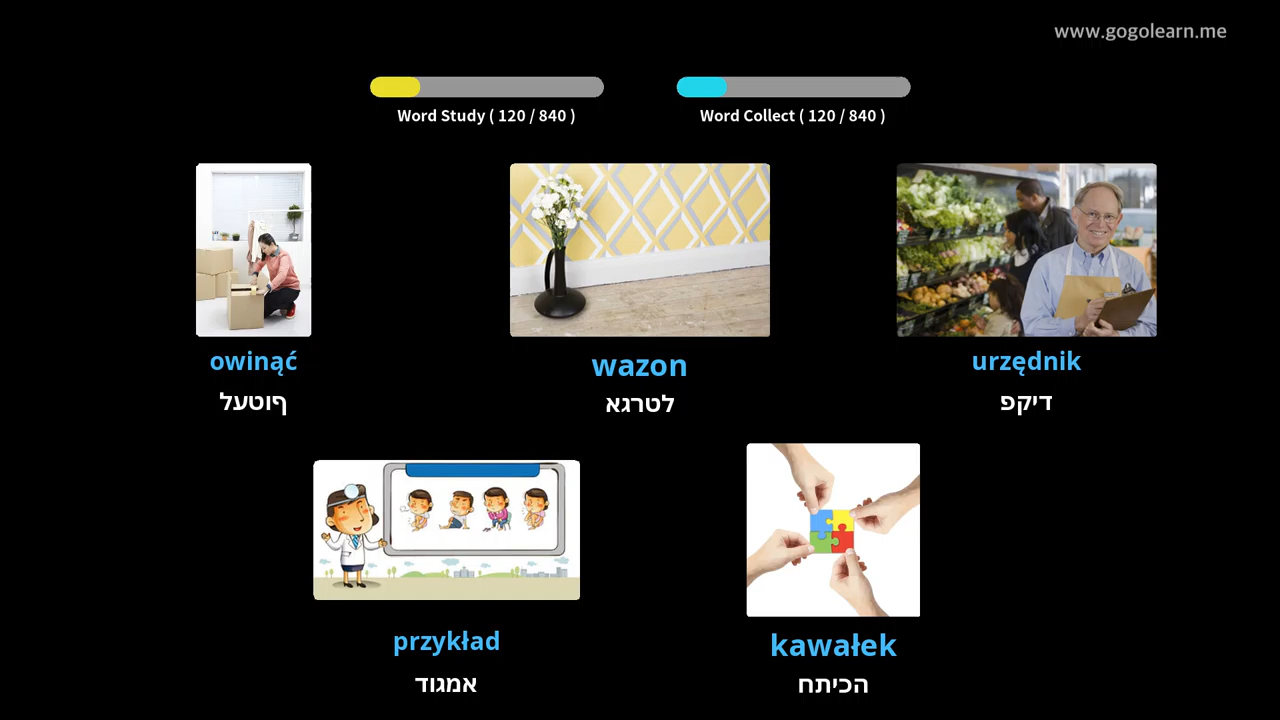 www.gogolearn.me
Word Study ( 120 / 840 )
Word Collect ( 120 / 840 )
owinąć
ףוטעל
wazon
לטרגא
urzędnik
דיקפ
przykład
אמגוד
kawałek
הכיתח